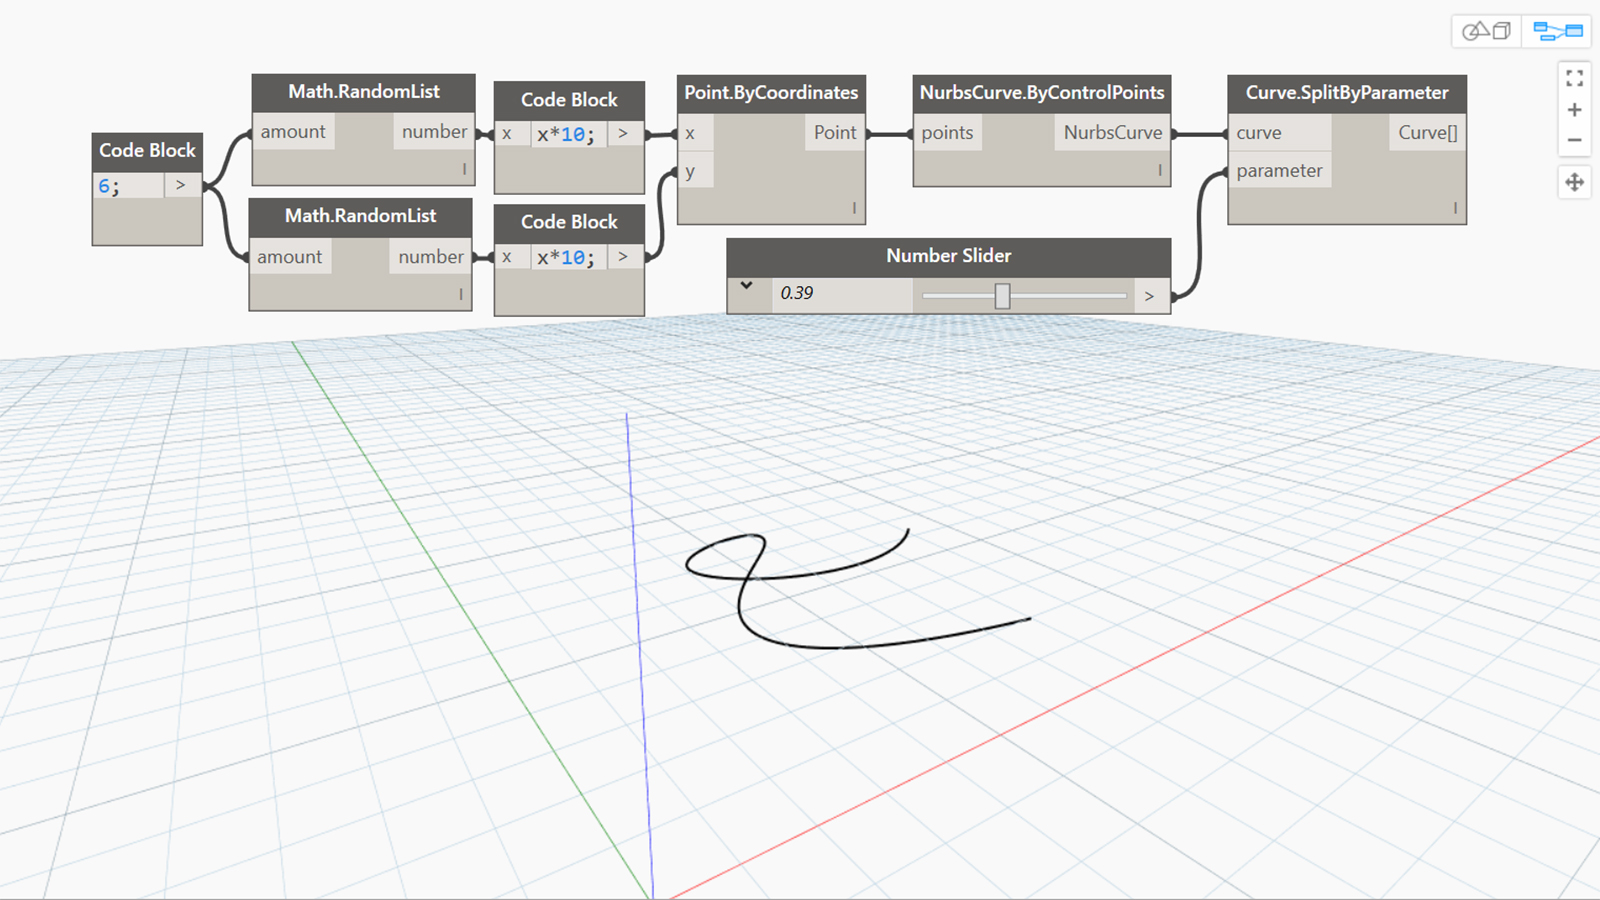 Code Block
6; >
Math.RandomList
amount number
Math.RandomList
amount number
Code Block
x x*10; >
Code Block
x x*10; >
Point.ByCoordinates
x Point
y
NurbsCurve.ByControlPoints
points NurbsCurve
Number Slider
0.39 >
Curve.SplitByParameter
curve Curve[]
parameter